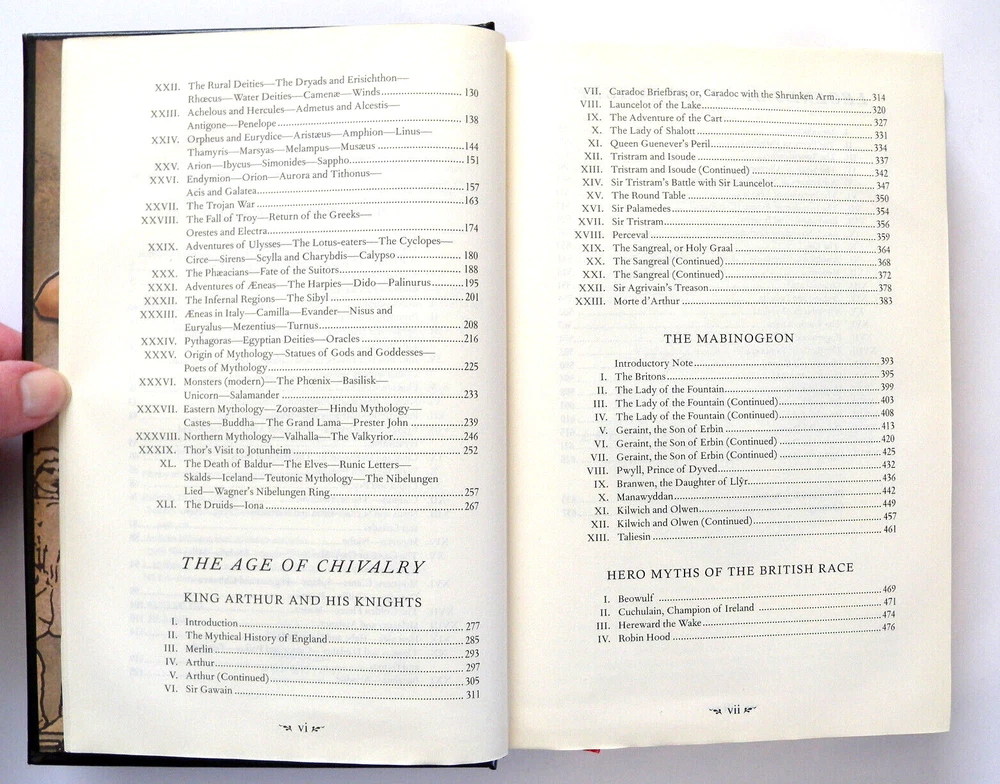 XXII. The Rural Deities—The Dryads and Erisichthon—
Rhœcus—Water Deities—Camenæ—Winds 130
XXIII. Achelous and Hercules—Admetus and Alcestis—
Antigone—Penelope 138
XXIV. Orpheus and Eurydice—Aristæus—Amphion—Linus—
Thamyris—Marsyas—Melampus—Musæus 144
XXV. Arion—Ibycus—Simonides—Sappho 151
XXVI. Endymion—Orion—Aurora and Tithonus—
Acis and Galatea 157
XXVII. The Trojan War 163
XXVIII. The Fall of Troy—Return of the Greeks—
Orestes and Electra 174
XXIX. Adventures of Ulysses—The Lotus-eaters—The Cyclopes—
Circe—Sirens—Scylla and Charybdis—Calypso 180
XXX. The Phæacians—Fate of the Suitors 188
XXXI. Adventures of Æneas—The Harpies—Dido—Palinurus 195
XXXII. The Infernal Regions—The Sibyl 201
XXXIII. Æneas in Italy—Camilla—Evander—Nisus and
Euryalus—Mezentius—Turnus 208
XXXIV. Pythagoras—Egyptian Deities—Oracles 216
XXXV. Origin of Mythology—Statues of Gods and Goddesses—
Poets of Mythology 225
XXXVI. Monsters (modern)—The Phœnix—Basilisk—
Unicorn—Salamander 233
XXXVII. Eastern Mythology—Zoroaster—Hindu Mythology—
Castes—Buddha—The Grand Lama—Prester John 239
XXXVIII. Northern Mythology—Valhalla—The Valkyrior 246
XXXIX. Thor's Visit to Jotunheim 252
XL. The Death of Baldur—The Elves—Runic Letters—
Skalds—Iceland—Teutonic Mythology—The Nibelungen
Lied—Wagner's Nibelungen Ring 257
XLI. The Druids—Iona 267
THE AGE OF CHIVALRY
KING ARTHUR AND HIS KNIGHTS
I. Introduction 277
II. The Mythical History of England 285
III. Merlin 293
IV. Arthur 297
V. Arthur (Continued) 305
VI. Sir Gawain 311
vi
VII. Caradoc Briefbras; or, Caradoc with the Shrunken Arm 314
VIII. Launcelot of the Lake 320
IX. The Adventure of the Cart 327
X. The Lady of Shalott 331
XI. Queen Guenever's Peril 334
XII. Tristram and Isoude 337
XIII. Tristram and Isoude (Continued) 342
XIV. Sir Tristram's Battle with Sir Launcelot 347
XV. The Round Table 350
XVI. Sir Palamedes 354
XVII. Sir Tristram 356
XVIII. Perceval 359
XIX. The Sangreal, or Holy Graal 364
XX. The Sangreal (Continued) 368
XXI. The Sangreal (Continued) 372
XXII. Sir Agrivain's Treason 378
XXIII. Morte d'Arthur 383
THE MABINOGEON
Introductory Note 393
I. The Britons 395
II. The Lady of the Fountain 399
III. The Lady of the Fountain (Continued) 403
IV. The Lady of the Fountain (Continued) 408
V. Geraint, the Son of Erbin 413
VI. Geraint, the Son of Erbin (Continued) 420
VII. Geraint, the Son of Erbin (Continued) 425
VIII. Pwyll, Prince of Dyved 432
IX. Branwen, the Daughter of Llŷr 436
X. Manawyddan 442
XI. Kilwich and Olwen 449
XII. Kilwich and Olwen (Continued) 457
XIII. Taliesin 461
HERO MYTHS OF THE BRITISH RACE
I. Beowulf 469
II. Cuchulain, Champion of Ireland 471
III. Hereward the Wake 474
IV. Robin Hood 476
vii